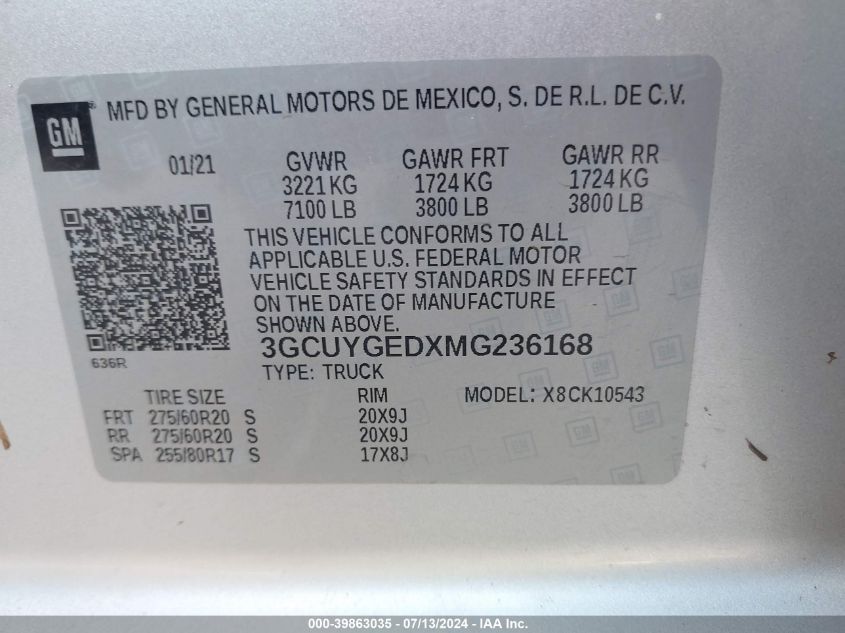 GM ® MFD BY GENERAL MOTORS DE MEXICO, S. DE R.L. DE C.V.
01/21 GVWR GAWR FRT GAWR RR
3221 KG 1724 KG 1724 KG
7100 LB 3800 LB 3800 LB
THIS VEHICLE CONFORMS TO ALL
APPLICABLE U.S. FEDERAL MOTOR
VEHICLE SAFETY STANDARDS IN EFFECT
ON THE DATE OF MANUFACTURE
SHOWN ABOVE.
636R
3GCUYGEDXMG236168
TYPE: TRUCK
TIRE SIZE RIM MODEL: X8CK10543
FRT 275/60R20 S 20X9J
RR 275/60R20 S 20X9J
SPA 255/80R17 S 17X8J
000-39863035 - 07/13/2024 - IAA Inc.